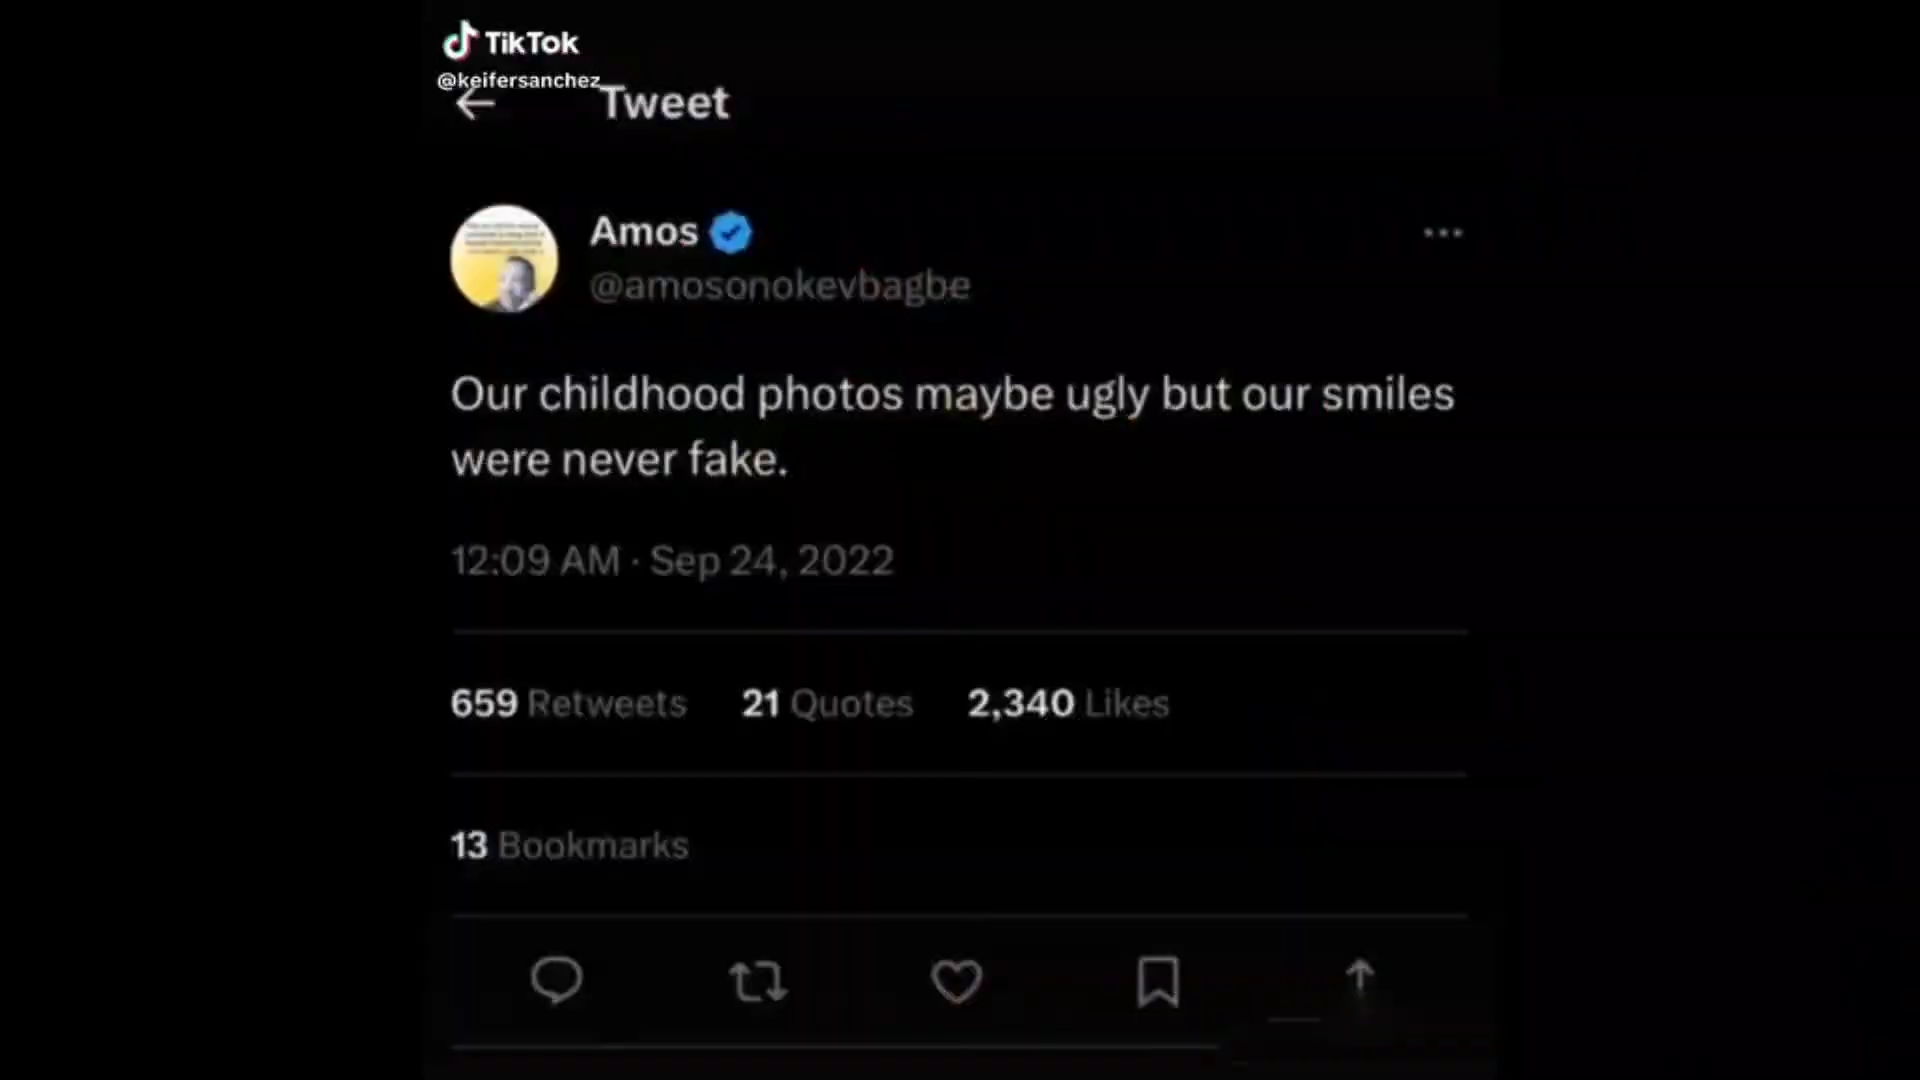 TikTok
@keifersanchez
Tweet
Amos
@amosonokevbagbe
Our childhood photos maybe ugly but our smiles
were never fake.
12:09 AM · Sep 24, 2022
659 Retweets 21 Quotes 2,340 Likes
13 Bookmarks